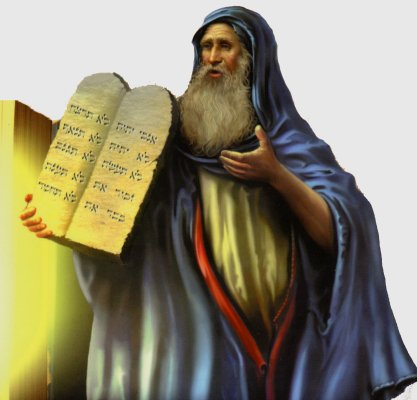 אנכי יהוה
לא יהיה
לא תשא
זכור את
כבד את
לא תרצח
לא תנאף
לא תגנב
לא תענה
לא תחמד